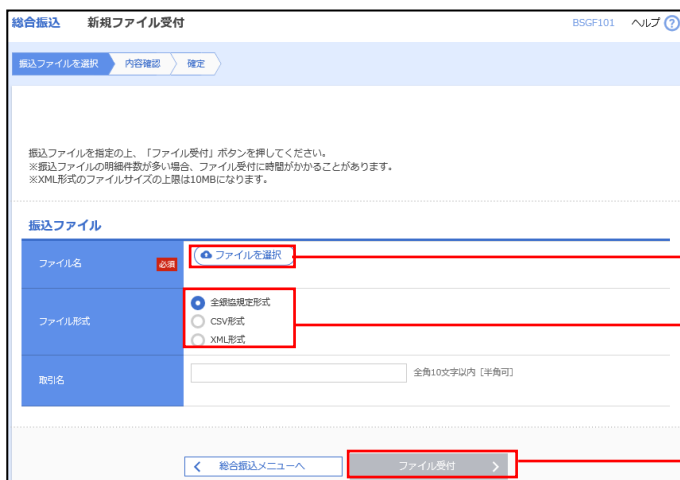 総合振込 新規ファイル受付 BSGF101 ヘルプ ?
振込ファイルを選択 内容確認 確定
振込ファイルを指定の上、「ファイル受付」ボタンを押してください。
※振込ファイルの明細件数が多い場合、ファイル受付に時間がかかることがあります。
※XML形式のファイルサイズの上限は10MBになります。
振込ファイル
ファイル名 必須 ファイルを選択
ファイル形式
全銀協規定形式
CSV形式
XML形式
取引名 全角10文字以内［半角可］
総合振込メニューへ ファイル受付